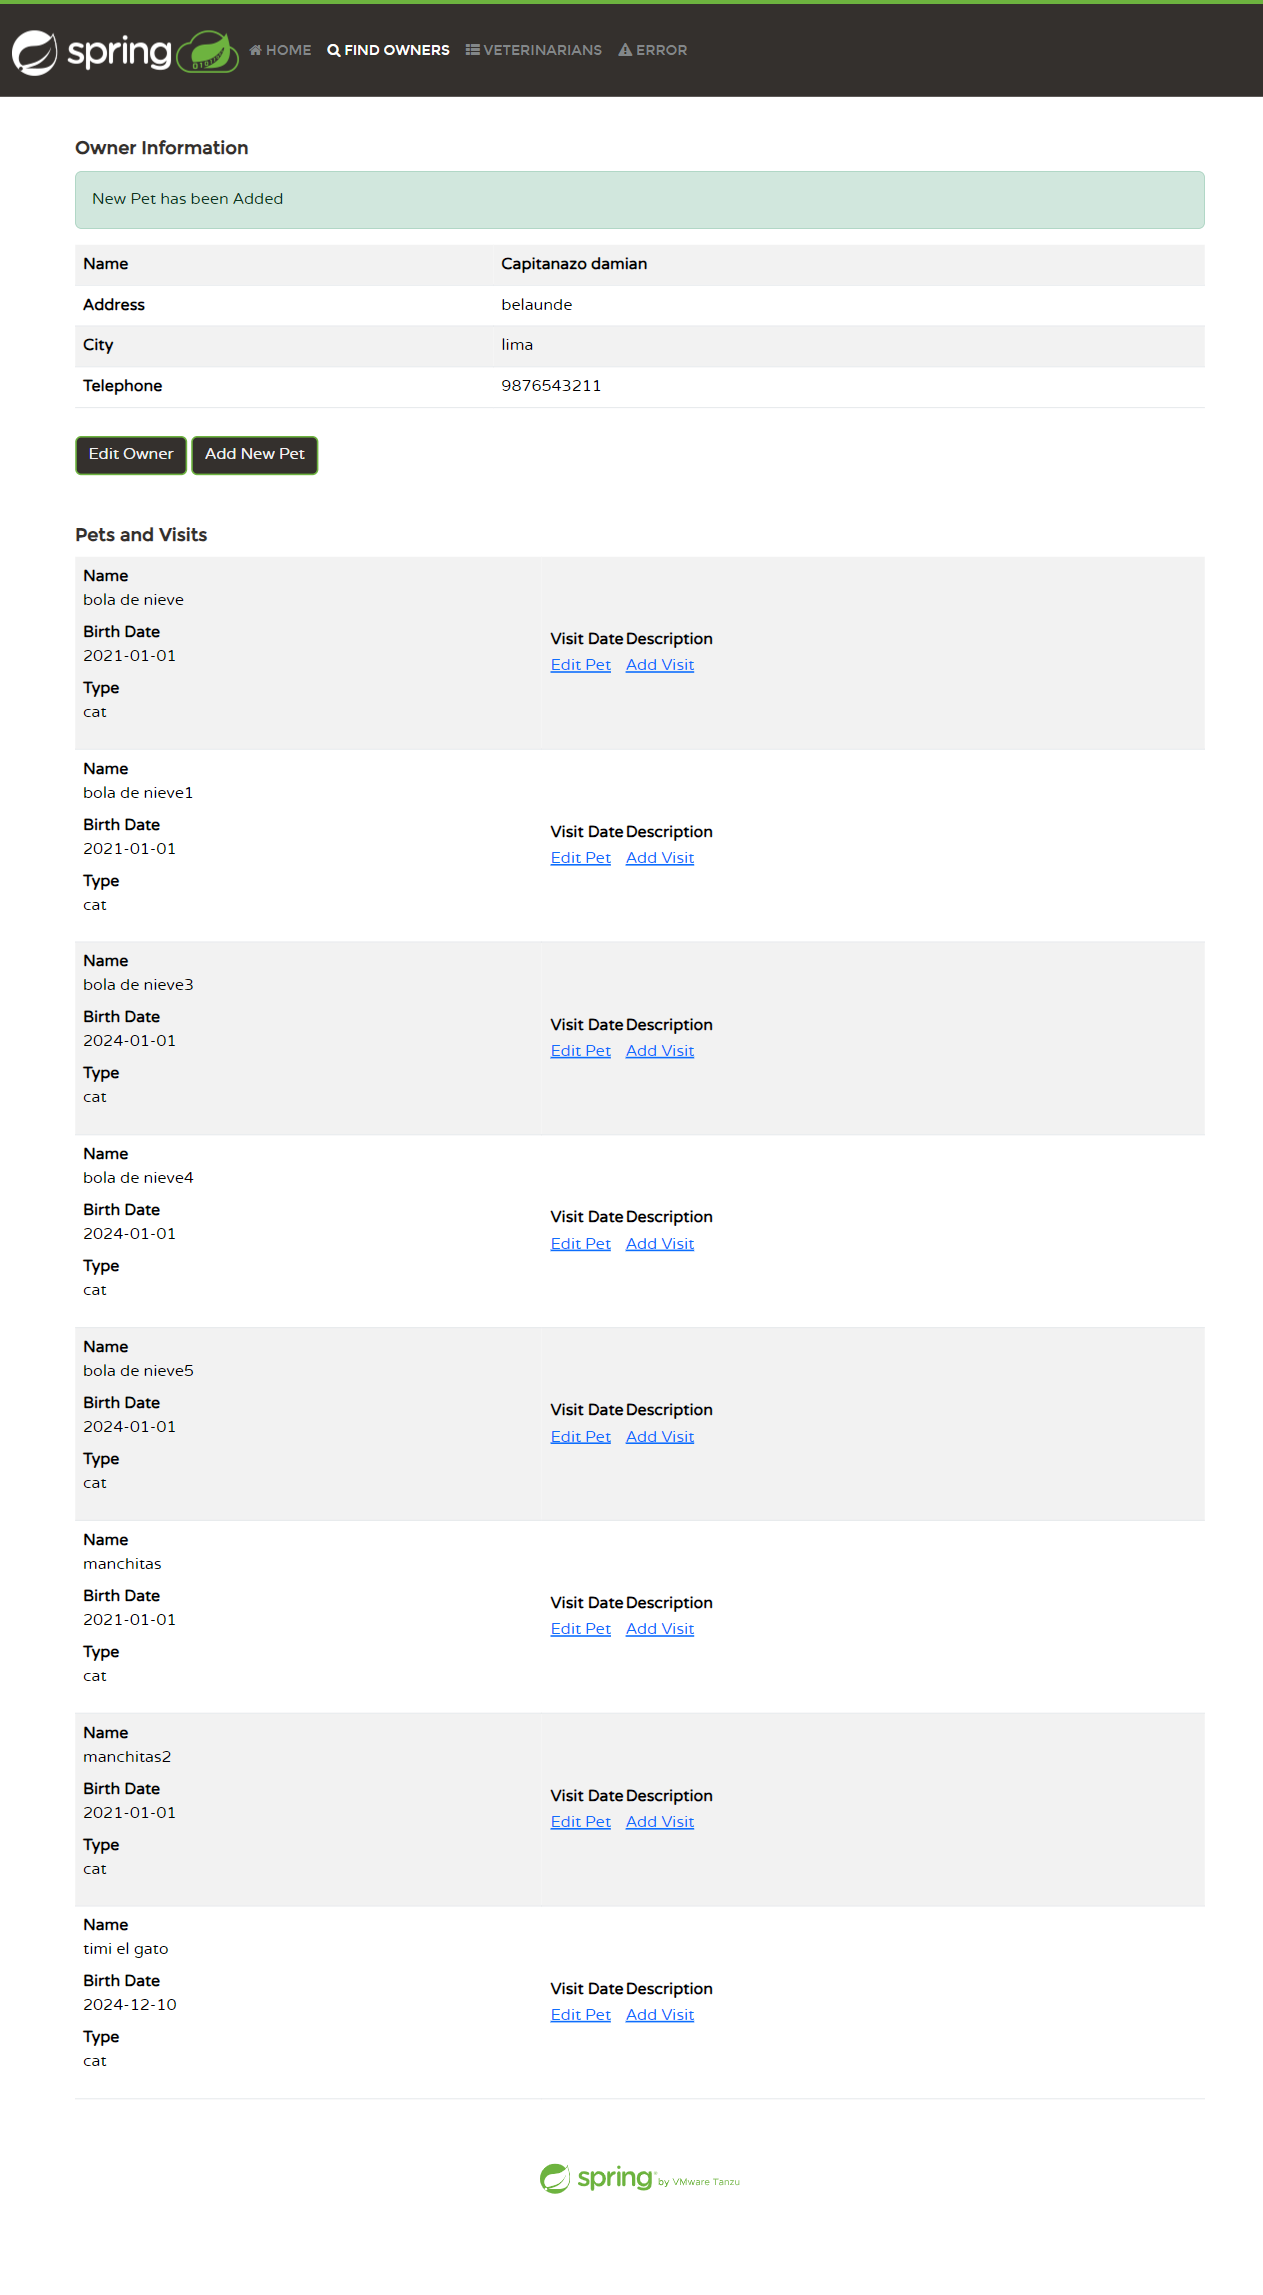 spring HOME FIND OWNERS VETERINARIANS ERROR
Owner Information
New Pet has been Added
Name Capitanazo damian
Address belaunde
City lima
Telephone 9876543211
Edit Owner Add New Pet
Pets and Visits
Name
bola de nieve
Birth Date
2021-01-01
Type
cat
Visit Date Description
Edit Pet Add Visit
Name
bola de nieve1
Birth Date
2021-01-01
Type
cat
Visit Date Description
Edit Pet Add Visit
Name
bola de nieve3
Birth Date
2024-01-01
Type
cat
Visit Date Description
Edit Pet Add Visit
Name
bola de nieve4
Birth Date
2024-01-01
Type
cat
Visit Date Description
Edit Pet Add Visit
Name
bola de nieve5
Birth Date
2024-01-01
Type
cat
Visit Date Description
Edit Pet Add Visit
Name
manchitas
Birth Date
2021-01-01
Type
cat
Visit Date Description
Edit Pet Add Visit
Name
manchitas2
Birth Date
2021-01-01
Type
cat
Visit Date Description
Edit Pet Add Visit
Name
timi el gato
Birth Date
2024-12-10
Type
cat
Visit Date Description
Edit Pet Add Visit
spring by VMware Tanzu